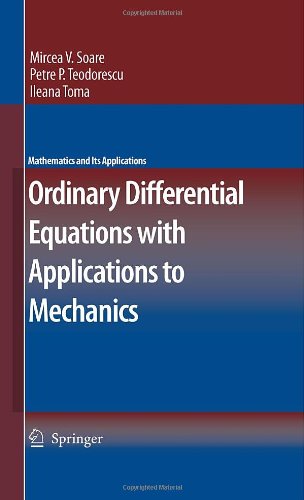 Mircea V. Soare
Petre P. Teodorescu
Ileana Toma
Mathematics and Its Applications
Ordinary Differential
Equations with
Applications to
Mechanics
Springer